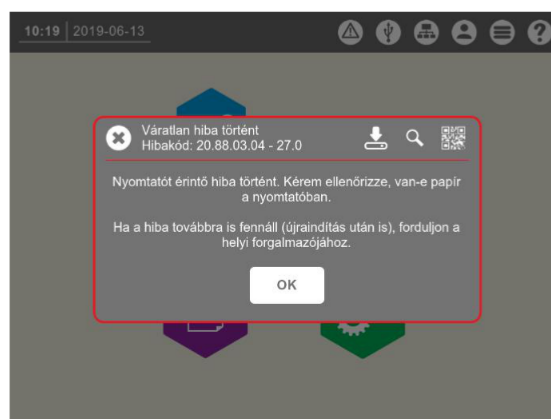 10:19 2019-06-13
Váratlan hiba történt
Hibakód: 20.88.03.04 - 27.0
Nyomtatót érintő hiba történt. Kérem ellenőrizze, van-e papír
a nyomtatóban.
Ha a hiba továbbra is fennáll (újraindítás után is), forduljon a
helyi forgalmazójához.
OK